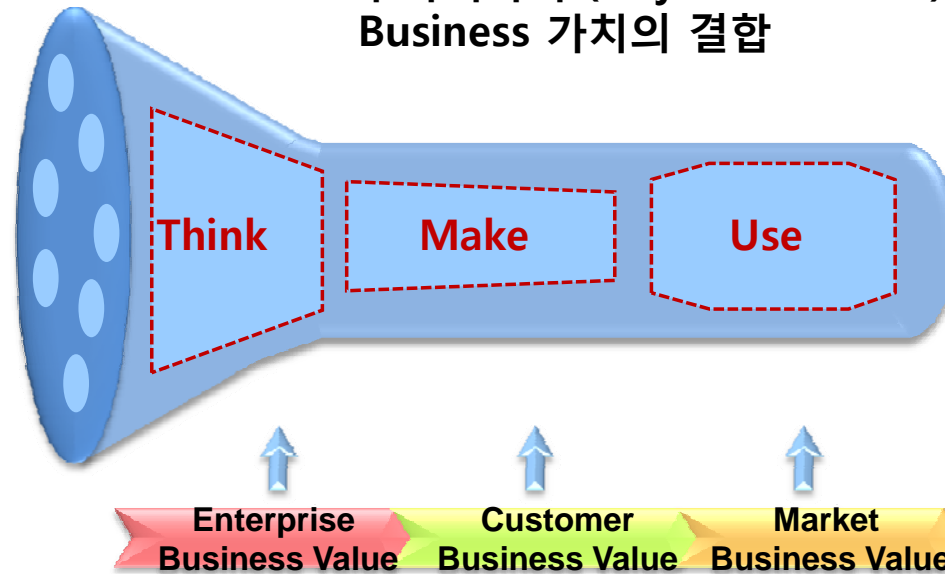 Business 가치의 결합
Think
Make
Use
Enterprise
Business Value
Customer
Business Value
Market
Business Value